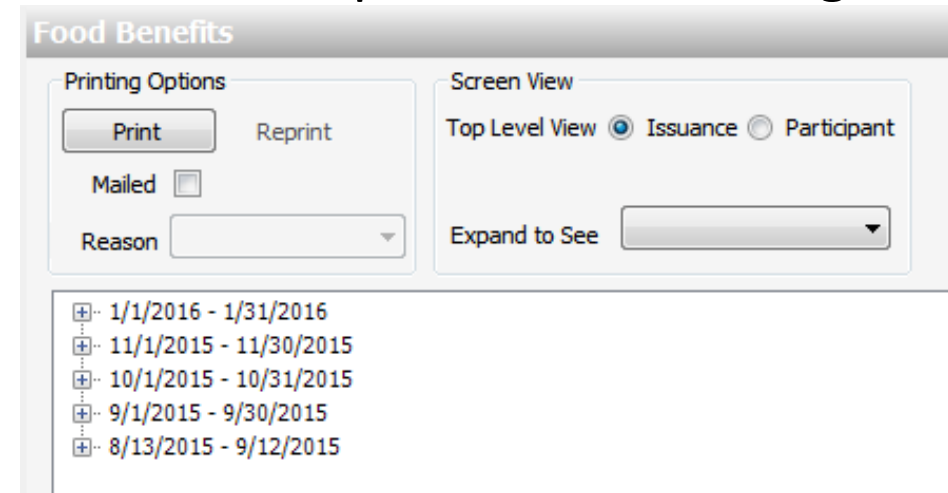 Food Benefits
Printing Options
Print Reprint
Mailed
Reason
Screen View
Top Level View Issuance Participant
Expand to See
1/1/2016 - 1/31/2016
11/1/2015 - 11/30/2015
10/1/2015 - 10/31/2015
9/1/2015 - 9/30/2015
8/13/2015 - 9/12/2015